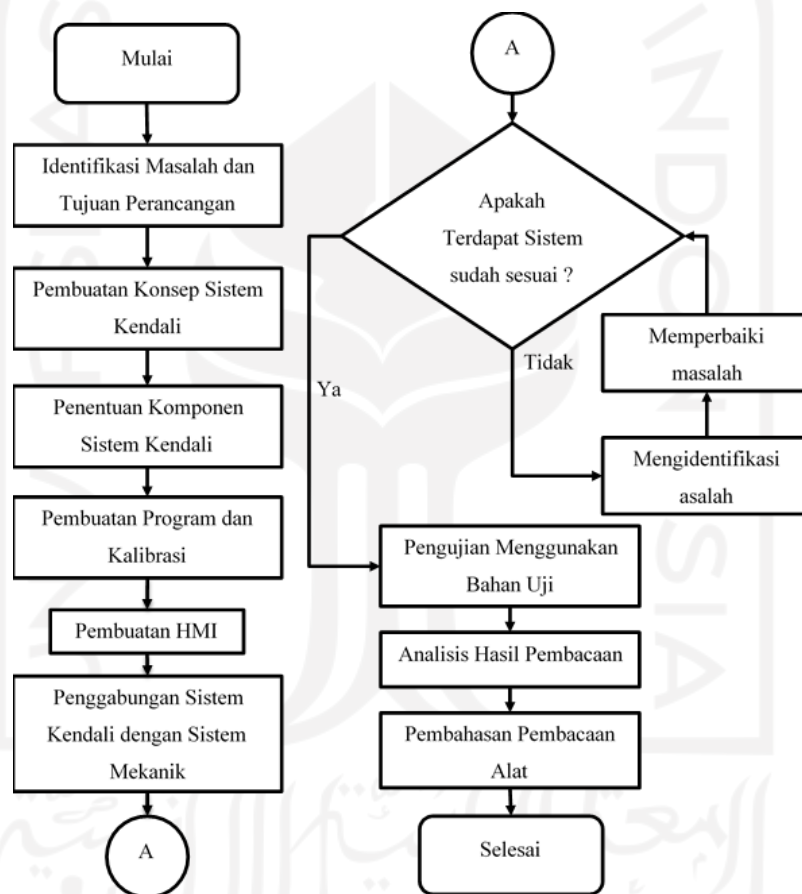 Mulai
Identifikasi Masalah dan
Tujuan Perancangan
Pembuatan Konsep Sistem
Kendali
Penentuan Komponen
Sistem Kendali
Pembuatan Program dan
Kalibrasi
Pembuatan HMI
Penggabungan Sistem
Kendali dengan Sistem
Mekanik
A
A
Apakah
Terdapat Sistem
sudah sesuai ?
Ya
Tidak
Mengidentifikasi
asalah
Memperbaiki
masalah
Pengujian Menggunakan
Bahan Uji
Analisis Hasil Pembacaan
Pembahasan Pembacaan
Alat
Selesai